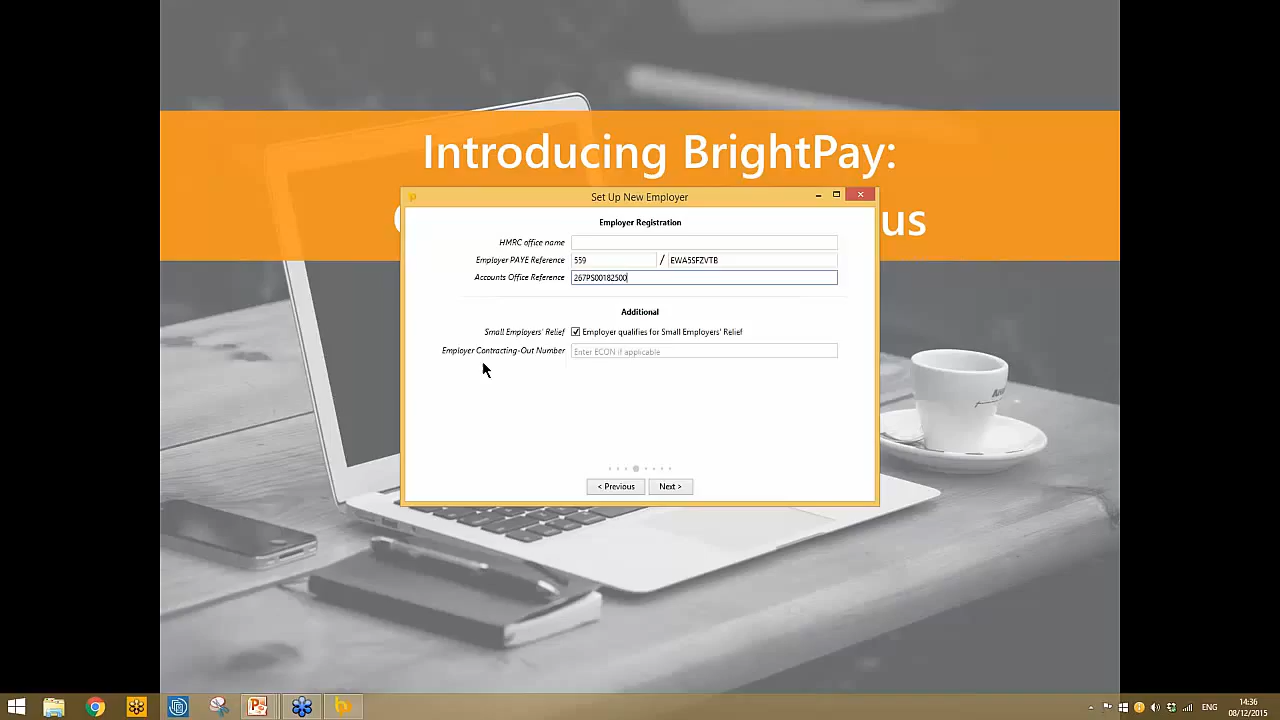 Introducing BrightPay:
us
Set Up New Employer
Employer Registration
HMRC office name
Employer PAYE Reference 559 / EWA5SFZVTB
Accounts Office Reference 267PS00182500
Additional
Small Employers' Relief Employer qualifies for Small Employers' Relief
Employer Contracting-Out Number Enter ECON if applicable
< Previous Next >
ENG
14:36
08/12/2015